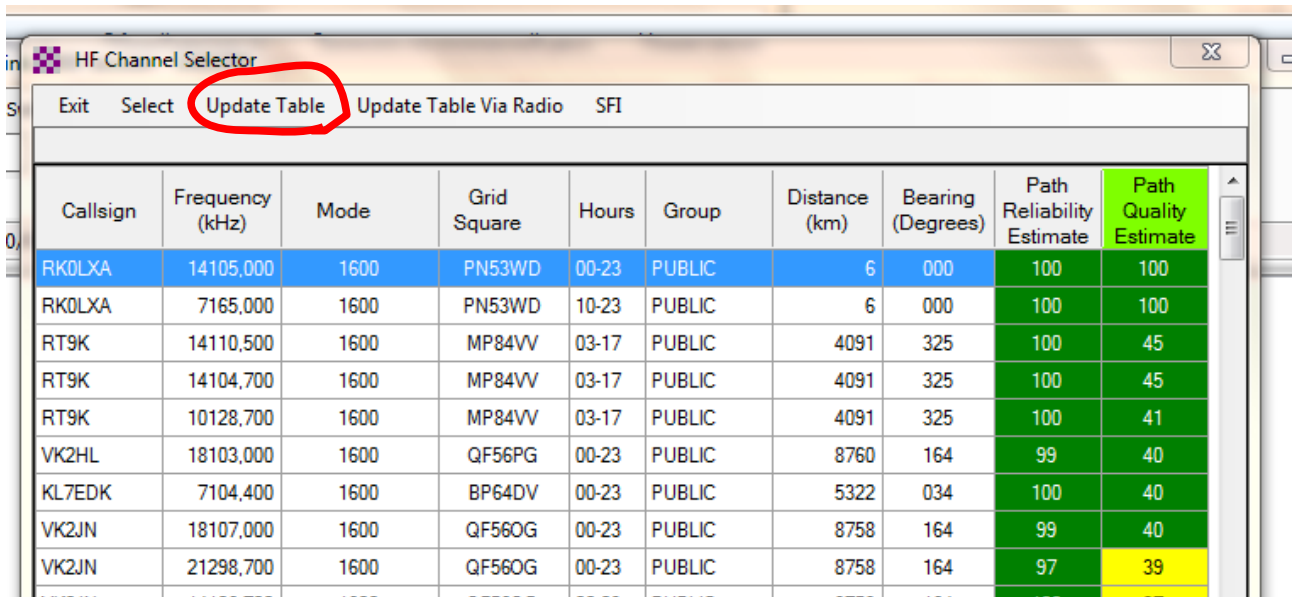 HF Channel Selector
Exit Select Update Table Update Table Via Radio SFI
Callsign Frequency (kHz) Mode Grid Square Hours Group Distance (km) Bearing (Degrees) Path Reliability Estimate Path Quality Estimate
RK0LXA 14105,000 1600 PN53WD 00-23 PUBLIC 6 000 100 100
RK0LXA 7165,000 1600 PN53WD 10-23 PUBLIC 6 000 100 100
RT9K 14110,500 1600 MP84VV 03-17 PUBLIC 4091 325 100 45
RT9K 14104,700 1600 MP84VV 03-17 PUBLIC 4091 325 100 45
RT9K 10128,700 1600 MP84VV 03-17 PUBLIC 4091 325 100 41
VK2HL 18103,000 1600 QF56PG 00-23 PUBLIC 8760 164 99 40
KL7EDK 7104,400 1600 BP64DV 00-23 PUBLIC 5322 034 100 40
VK2JN 18107,000 1600 QF56OG 00-23 PUBLIC 8758 164 99 40
VK2JN 21298,700 1600 QF56OG 00-23 PUBLIC 8758 164 97 39